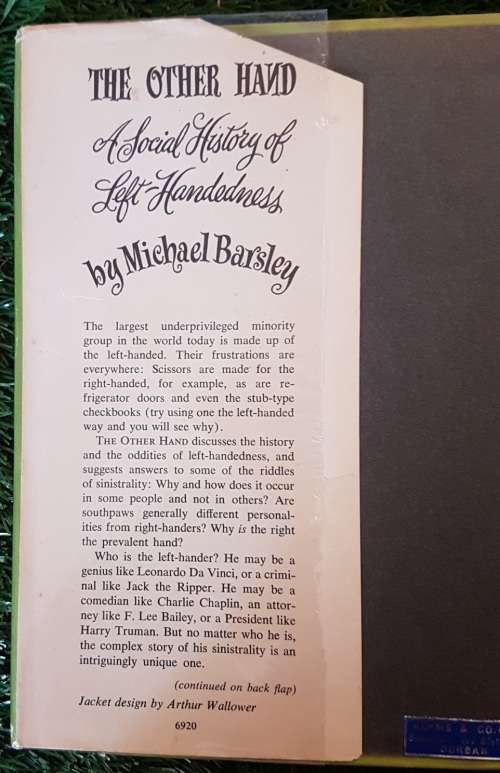 THE OTHER HAND
A Social History of
Left-Handedness
by Michael Barsley
The largest underprivileged minority
group in the world today is made up of
the left-handed. Their frustrations are
everywhere: Scissors are made for the
right-handed, for example, as are re-
frigerator doors and even the stub-type
checkbooks (try using one the left-handed
way and you will see why).
THE OTHER HAND discusses the history
and the oddities of left-handedness, and
suggests answers to some of the riddles
of sinistrality: Why and how does it occur
in some people and not in others? Are
southpaws generally different personal-
ities from right-handers? Why is the right
the prevalent hand?
Who is the left-hander? He may be a
genius like Leonardo Da Vinci, or a crimi-
nal like Jack the Ripper. He may be a
comedian like Charlie Chaplin, an attor-
ney like F. Lee Bailey, or a President like
Harry Truman. But no matter who he is,
the complex story of his sinistrality is an
intriguingly unique one.
(continued on back flap)
Jacket design by Arthur Wallower
6920
& CO.
DURBAN